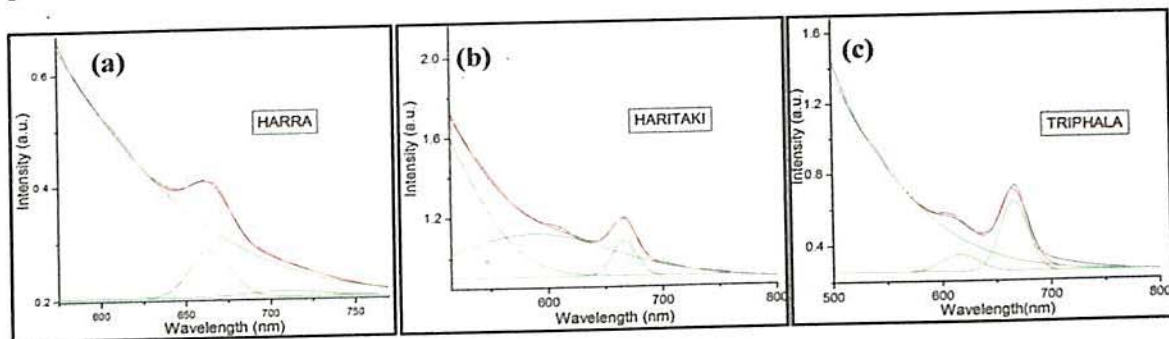 (a)
HARRA
Intensity (a.u.)
0.6
0.4
0.2
600
650
700
750
Wavelength (nm)
(b)
HARITAKI
Intensity (a.u.)
2.0
1.6
1.2
600
700
800
Wavelength (nm)
(c)
TRIPHALA
Intensity (a.u.)
1.6
1.2
0.8
0.4
500
600
700
800
Wavelength(nm)